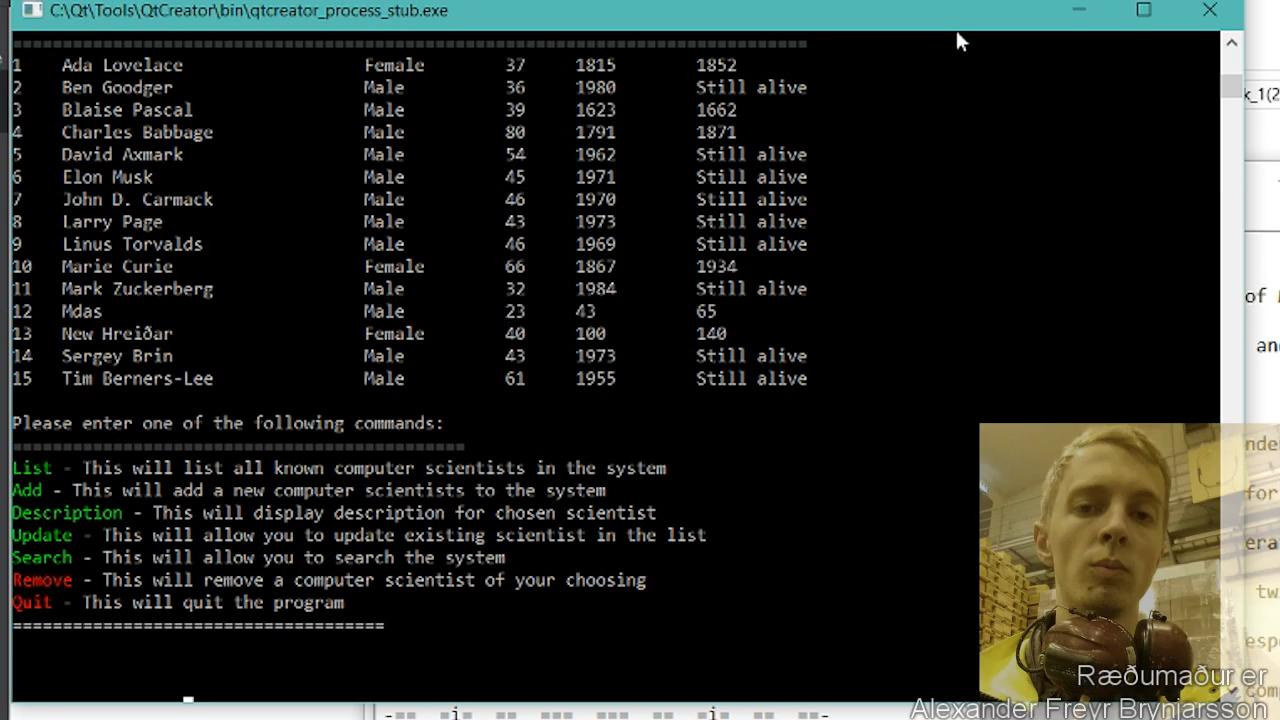 C:\Qt\Tools\QtCreator\bin\qtcreator_process_stub.exe
================================================================================
1 Ada Lovelace Female 37 1815 1852
2 Ben Goodger Male 36 1980 Still alive
3 Blaise Pascal Male 39 1623 1662
4 Charles Babbage Male 80 1791 1871
5 David Axmark Male 54 1962 Still alive
6 Elon Musk Male 45 1971 Still alive
7 John D. Carmack Male 46 1970 Still alive
8 Larry Page Male 43 1973 Still alive
9 Linus Torvalds Male 46 1969 Still alive
10 Marie Curie Female 66 1867 1934
11 Mark Zuckerberg Male 32 1984 Still alive
12 Mdas Male 23 43 65
13 New Hreiðar Female 40 100 140
14 Sergey Brin Male 43 1973 Still alive
15 Tim Berners-Lee Male 61 1955 Still alive
Please enter one of the following commands:
=============================================
List - This will list all known computer scientists in the system
Add - This will add a new computer scientists to the system
Description - This will display description for chosen scientist
Update - This will allow you to update existing scientist in the list
Search - This will allow you to search the system
Remove - This will remove a computer scientist of your choosing
Quit - This will quit the program
=====================================
k_1(2
of
and
for
Ræðumaður er
Alexander Freyr Brynjarsson